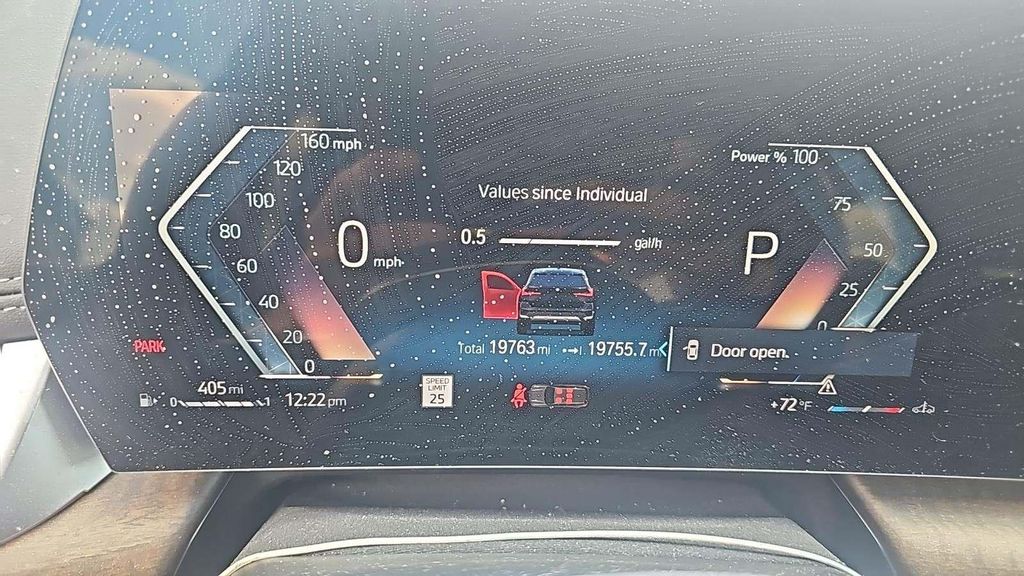 160 mph
120
100
80
60
40
20
0
0 mph
PARK
405 mi
0 1
12:22 pm
Values since Individual
0.5 gal/h
Total 19763 mi 19755.7 m
SPEED
LIMIT
25
Power % 100
75
50
25
0
P
Door open.
+72 °F